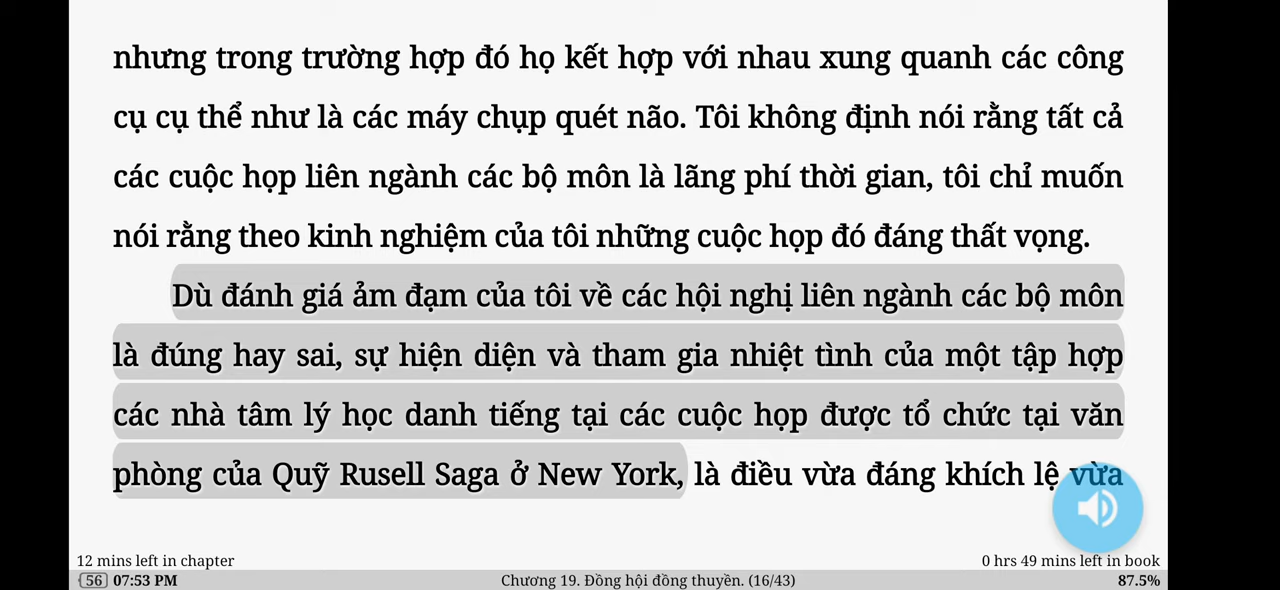 nhưng trong trường hợp đó họ kết hợp với nhau xung quanh các công
cụ cụ thể như là các máy chụp quét não. Tôi không định nói rằng tất cả
các cuộc họp liên ngành các bộ môn là lãng phí thời gian, tôi chỉ muốn
nói rằng theo kinh nghiệm của tôi những cuộc họp đó đáng thất vọng.
Dù đánh giá ảm đạm của tôi về các hội nghị liên ngành các bộ môn
là đúng hay sai, sự hiện diện và tham gia nhiệt tình của một tập hợp
các nhà tâm lý học danh tiếng tại các cuộc họp được tổ chức tại văn
phòng của Quỹ Rusell Saga ở New York, là điều vừa đáng khích lệ vừa
12 mins left in chapter 0 hrs 49 mins left in book
56 07:53 PM Chương 19. Đồng hội đồng thuyền. (16/43) 87.5%